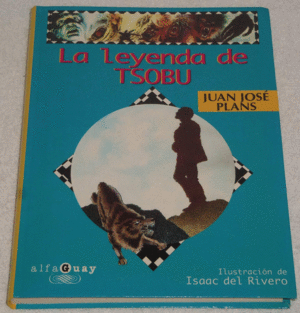 La leyenda de
TSOBU
JUAN JOSÉ
PLANS
alfaGuay
Ilustración de
Isaac del Rivero